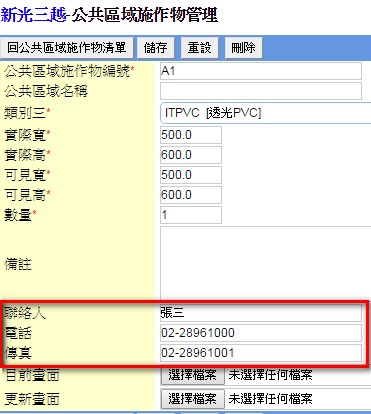 新光三越-公共區域施作物管理
回公共區域施作物清單 儲存 重設 刪除
公共區域施作物編號* A1
公共區域名稱
類別三* ITPVC [透光PVC]
實際寬* 500.0
實際高* 600.0
可見寬* 500.0
可見高* 600.0
數量* 1
備註
聯絡人 張三
電話 02-28961000
傳真 02-28961001
目前畫面 選擇檔案 未選擇任何檔案
更新畫面 選擇檔案 未選擇任何檔案